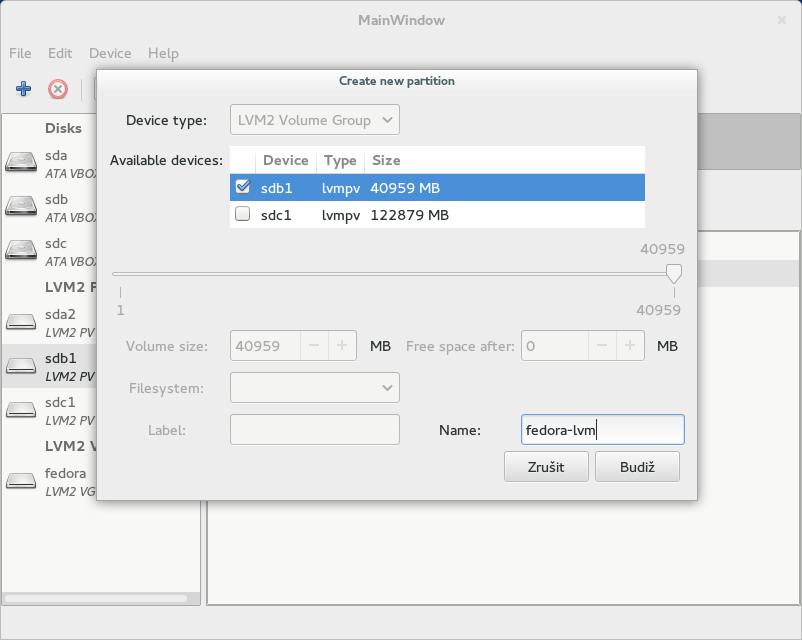 MainWindow
File Edit Device Help
Create new partition
Device type: LVM2 Volume Group
Available devices:
Device Type Size
sdb1 lvmpv 40959 MB
sdc1 lvmpv 122879 MB
40959
1 40959
Volume size: 40959 MB Free space after: 0 MB
Filesystem:
Label: Name: fedora-lvm
Zrušit Budiž
Disks
sda
ATA VBO
sdb
ATA VBO
sdc
ATA VBO
LVM2
sda2
LVM2 PV
sdb1
LVM2 PV
sdc1
LVM2 PV
LVM2
fedora
LVM2 VG